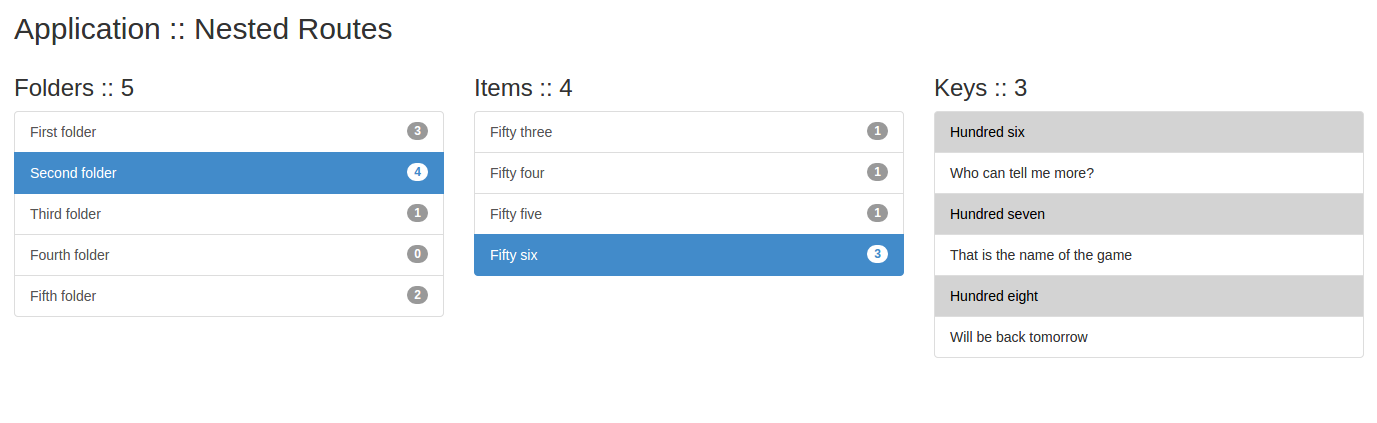 Application :: Nested Routes
Folders :: 5
First folder 3
Second folder 4
Third folder 1
Fourth folder 0
Fifth folder 2
Items :: 4
Fifty three 1
Fifty four 1
Fifty five 1
Fifty six 3
Keys :: 3
Hundred six
Who can tell me more?
Hundred seven
That is the name of the game
Hundred eight
Will be back tomorrow